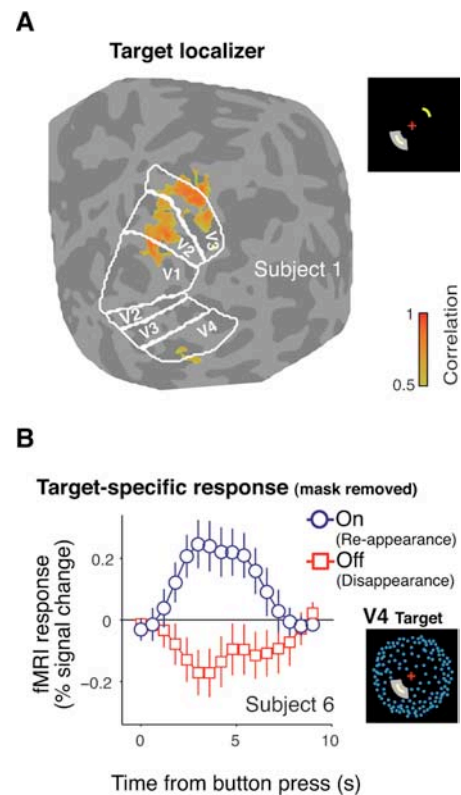 A
Target localizer
V3
V2
V1
Subject 1
V2
V3
V4
1
0.5
Correlation
B
Target-specific response (mask removed)
On
(Re-appearance)
Off
(Disappearance)
V4 Target
0.2
0
-0.2
fMRI response
(% signal change)
Subject 6
0
5
10
Time from button press (s)